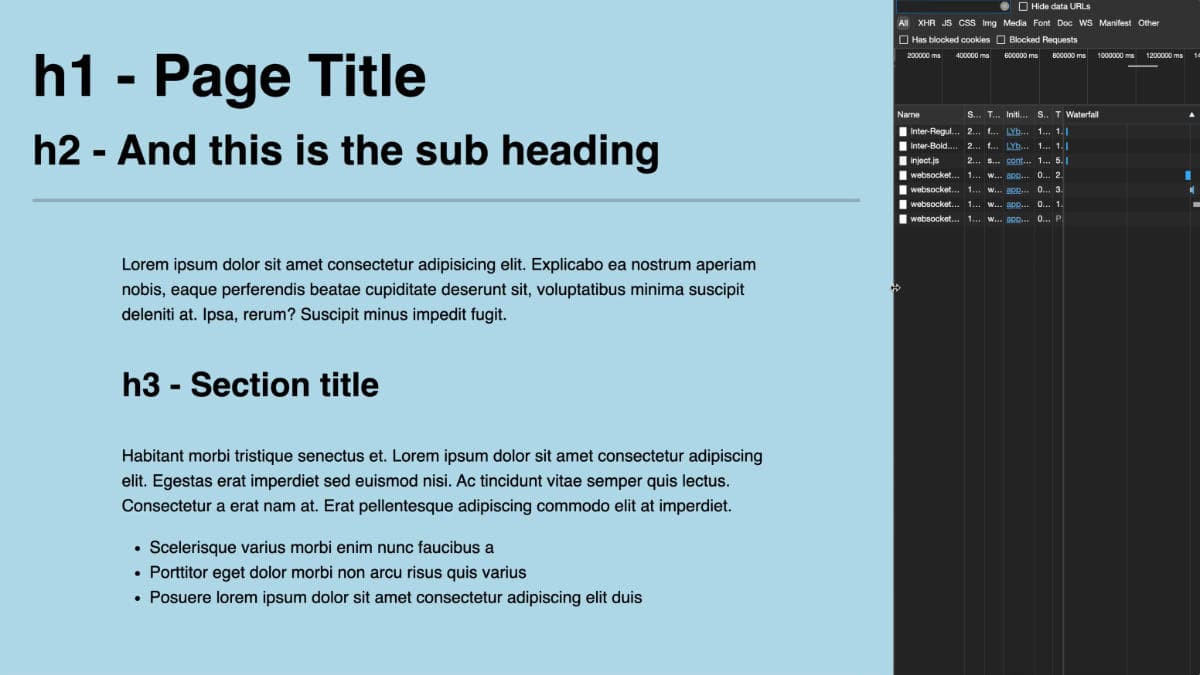 h1 - Page Title
h2 - And this is the sub heading
Lorem ipsum dolor sit amet consectetur adipisicing elit. Explicabo ea nostrum aperiam
nobis, eaque perferendis beatae cupiditate deserunt sit, voluptatibus minima suscipit
deleniti at. Ipsa, rerum? Suscipit minus impedit fugit.
h3 - Section title
Habitant morbi tristique senectus et. Lorem ipsum dolor sit amet consectetur adipiscing
elit. Egestas erat imperdiet sed euismod nisi. Ac tincidunt vitae semper quis lectus.
Consectetur a erat nam at. Erat pellentesque adipiscing commodo elit at imperdiet.
• Scelerisque varius morbi enim nunc faucibus a
• Porttitor eget dolor morbi non arcu risus quis varius
• Posuere lorem ipsum dolor sit amet consectetur adipiscing elit duis
Hide data URLs
All XHR JS CSS Img Media Font Doc WS Manifest Other
Has blocked cookies Blocked Requests
200000 ms 400000 ms 600000 ms 800000 ms 1000000 ms 1200000 ms 14
Name S... T... Initi... S.. T Waterfall ▲
Inter-Regul... 2... f... LYb... 1... 1.
Inter-Bold.... 2... f... LYb... 1... 1.
inject.js 2... s... cont... 1... 5.
websocket... 1... w... app... 0... 2.
websocket... 1... w... app... 0... 3.
websocket... 1... w... app... 0... 1.
websocket... 1... w... app... 0... P